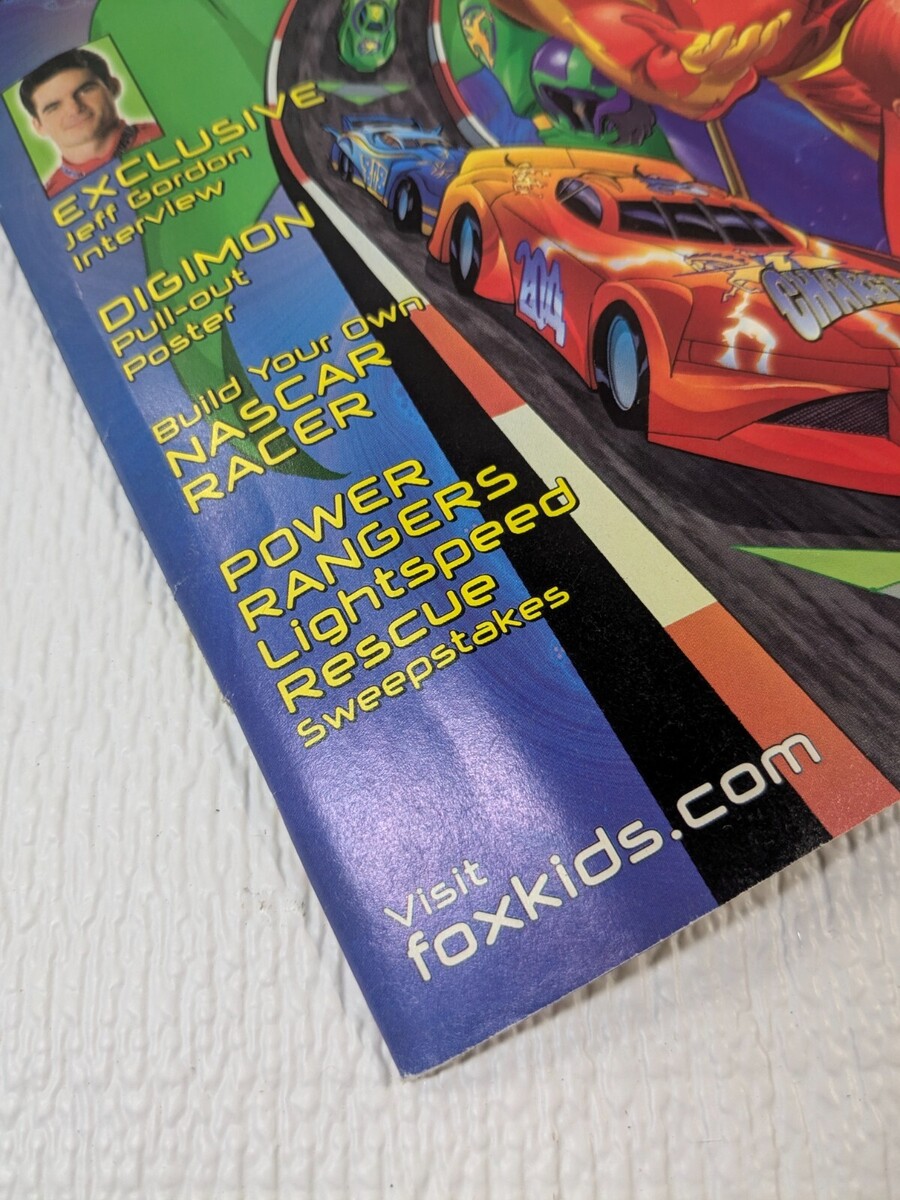 EXCLUSIVE
Jeff Gordon
Interview
DIGIMON
Pull-out
Poster
Build Your Own
NASCAR
RACER
POWER
RANGERS
Lightspeed
Rescue
Sweepstakes
Visit
foxkids.com
204